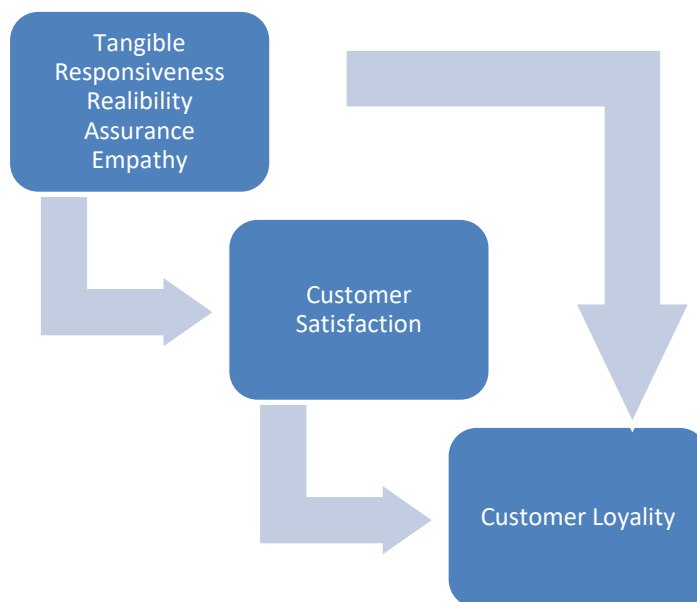 Tangible
Responsiveness
Realibility
Assurance
Empathy
Customer
Satisfaction
Customer Loyality